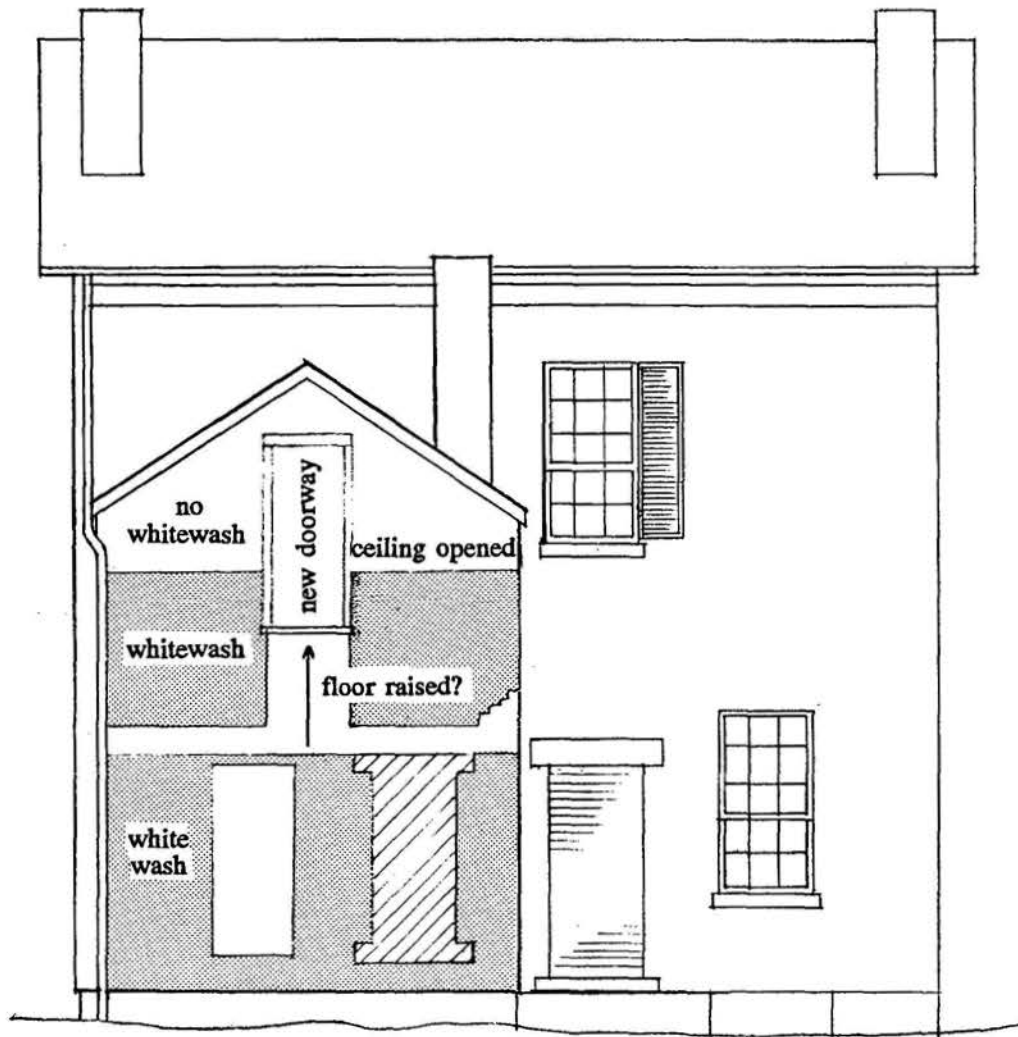 no
whitewash
new doorway
ceiling opened
whitewash
floor raised?
white
wash